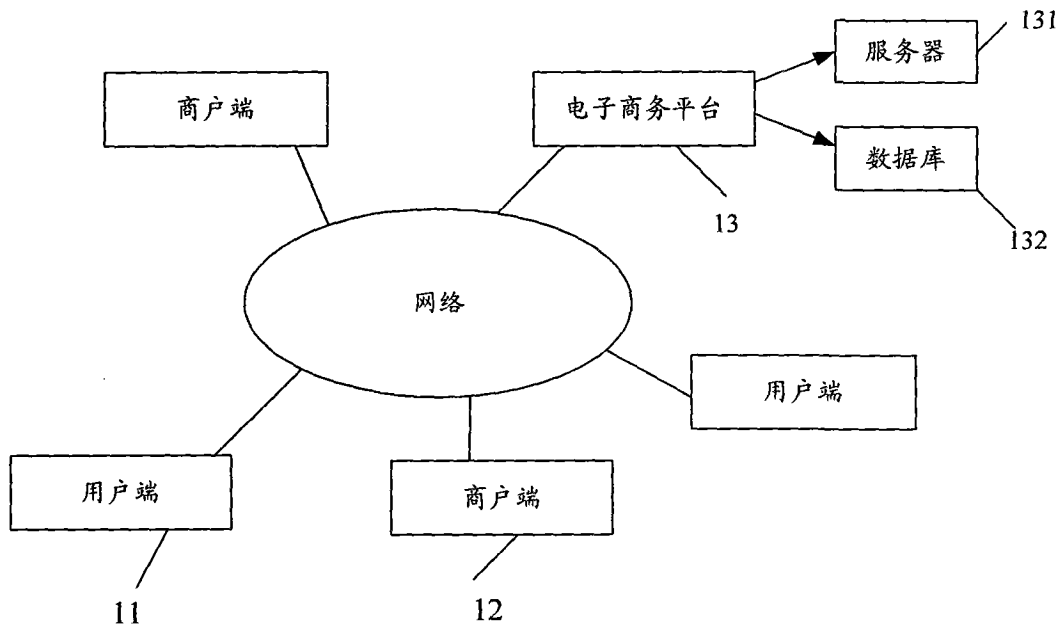 131
服务器
商户端
电子商务平台
数据库
13
132
网络
用户端
用户端
商户端
11
12